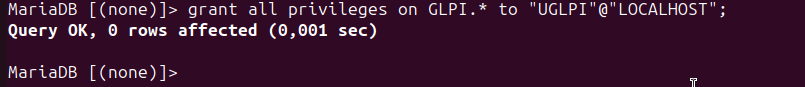 MariaDB [(none)]> grant all privileges on GLPI.* to "UGLPI"@"LOCALHOST";
Query OK, 0 rows affected (0,001 sec)
MariaDB [(none)]>